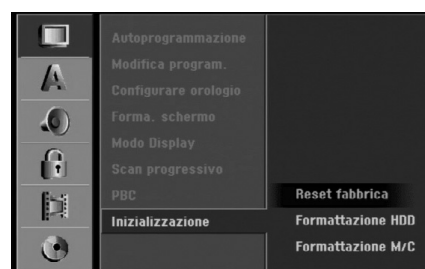 Autoprogrammazione
Modifica program.
Configurare orologio
Forma. schermo
Modo Display
Scan progressivo
PBC
Inizializzazione
Reset fabbrica
Formattazione HDD
Formattazione M/C